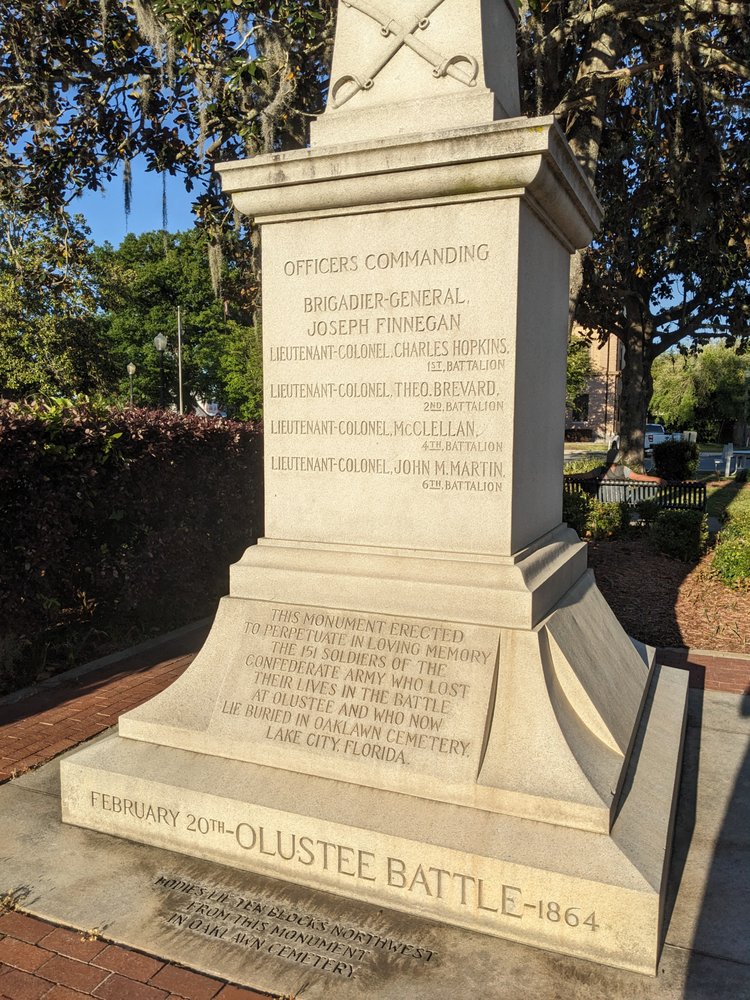 OFFICERS COMMANDING
BRIGADIER-GENERAL,
JOSEPH FINNEGAN
LIEUTENANT-COLONEL, CHARLES HOPKINS,
1ST, BATTALION
LIEUTENANT-COLONEL, THEO. BREVARD,
2ND, BATTALION
LIEUTENANT-COLONEL, McCLELLAN,
4TH, BATTALION
LIEUTENANT-COLONEL, JOHN M. MARTIN,
6TH, BATTALION
THIS MONUMENT ERECTED
TO PERPETUATE IN LOVING MEMORY
THE 151 SOLDIERS OF THE
CONFEDERATE ARMY WHO LOST
THEIR LIVES IN THE BATTLE
AT OLUSTEE AND WHO NOW
LIE BURIED IN OAKLAWN CEMETERY,
LAKE CITY, FLORIDA.
FEBRUARY 20TH-OLUSTEE BATTLE-1864
BODIES LIE TEN BLOCKS NORTHWEST
FROM THIS MONUMENT
IN OAKLAWN CEMETERY.